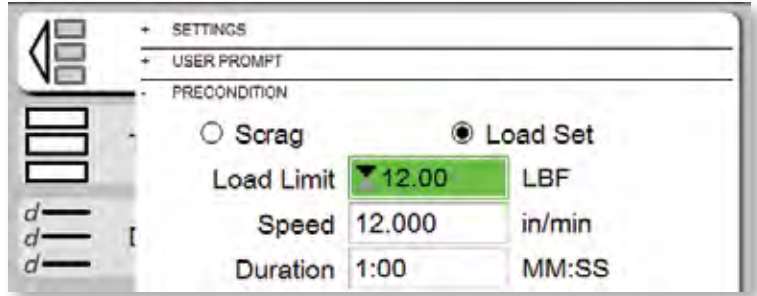 + SETTINGS
+ USER PROMPT
- PRECONDITION
Scrag Load Set
Load Limit 12.00 LBF
Speed 12.000 in/min
Duration 1:00 MM:SS
d
d
d